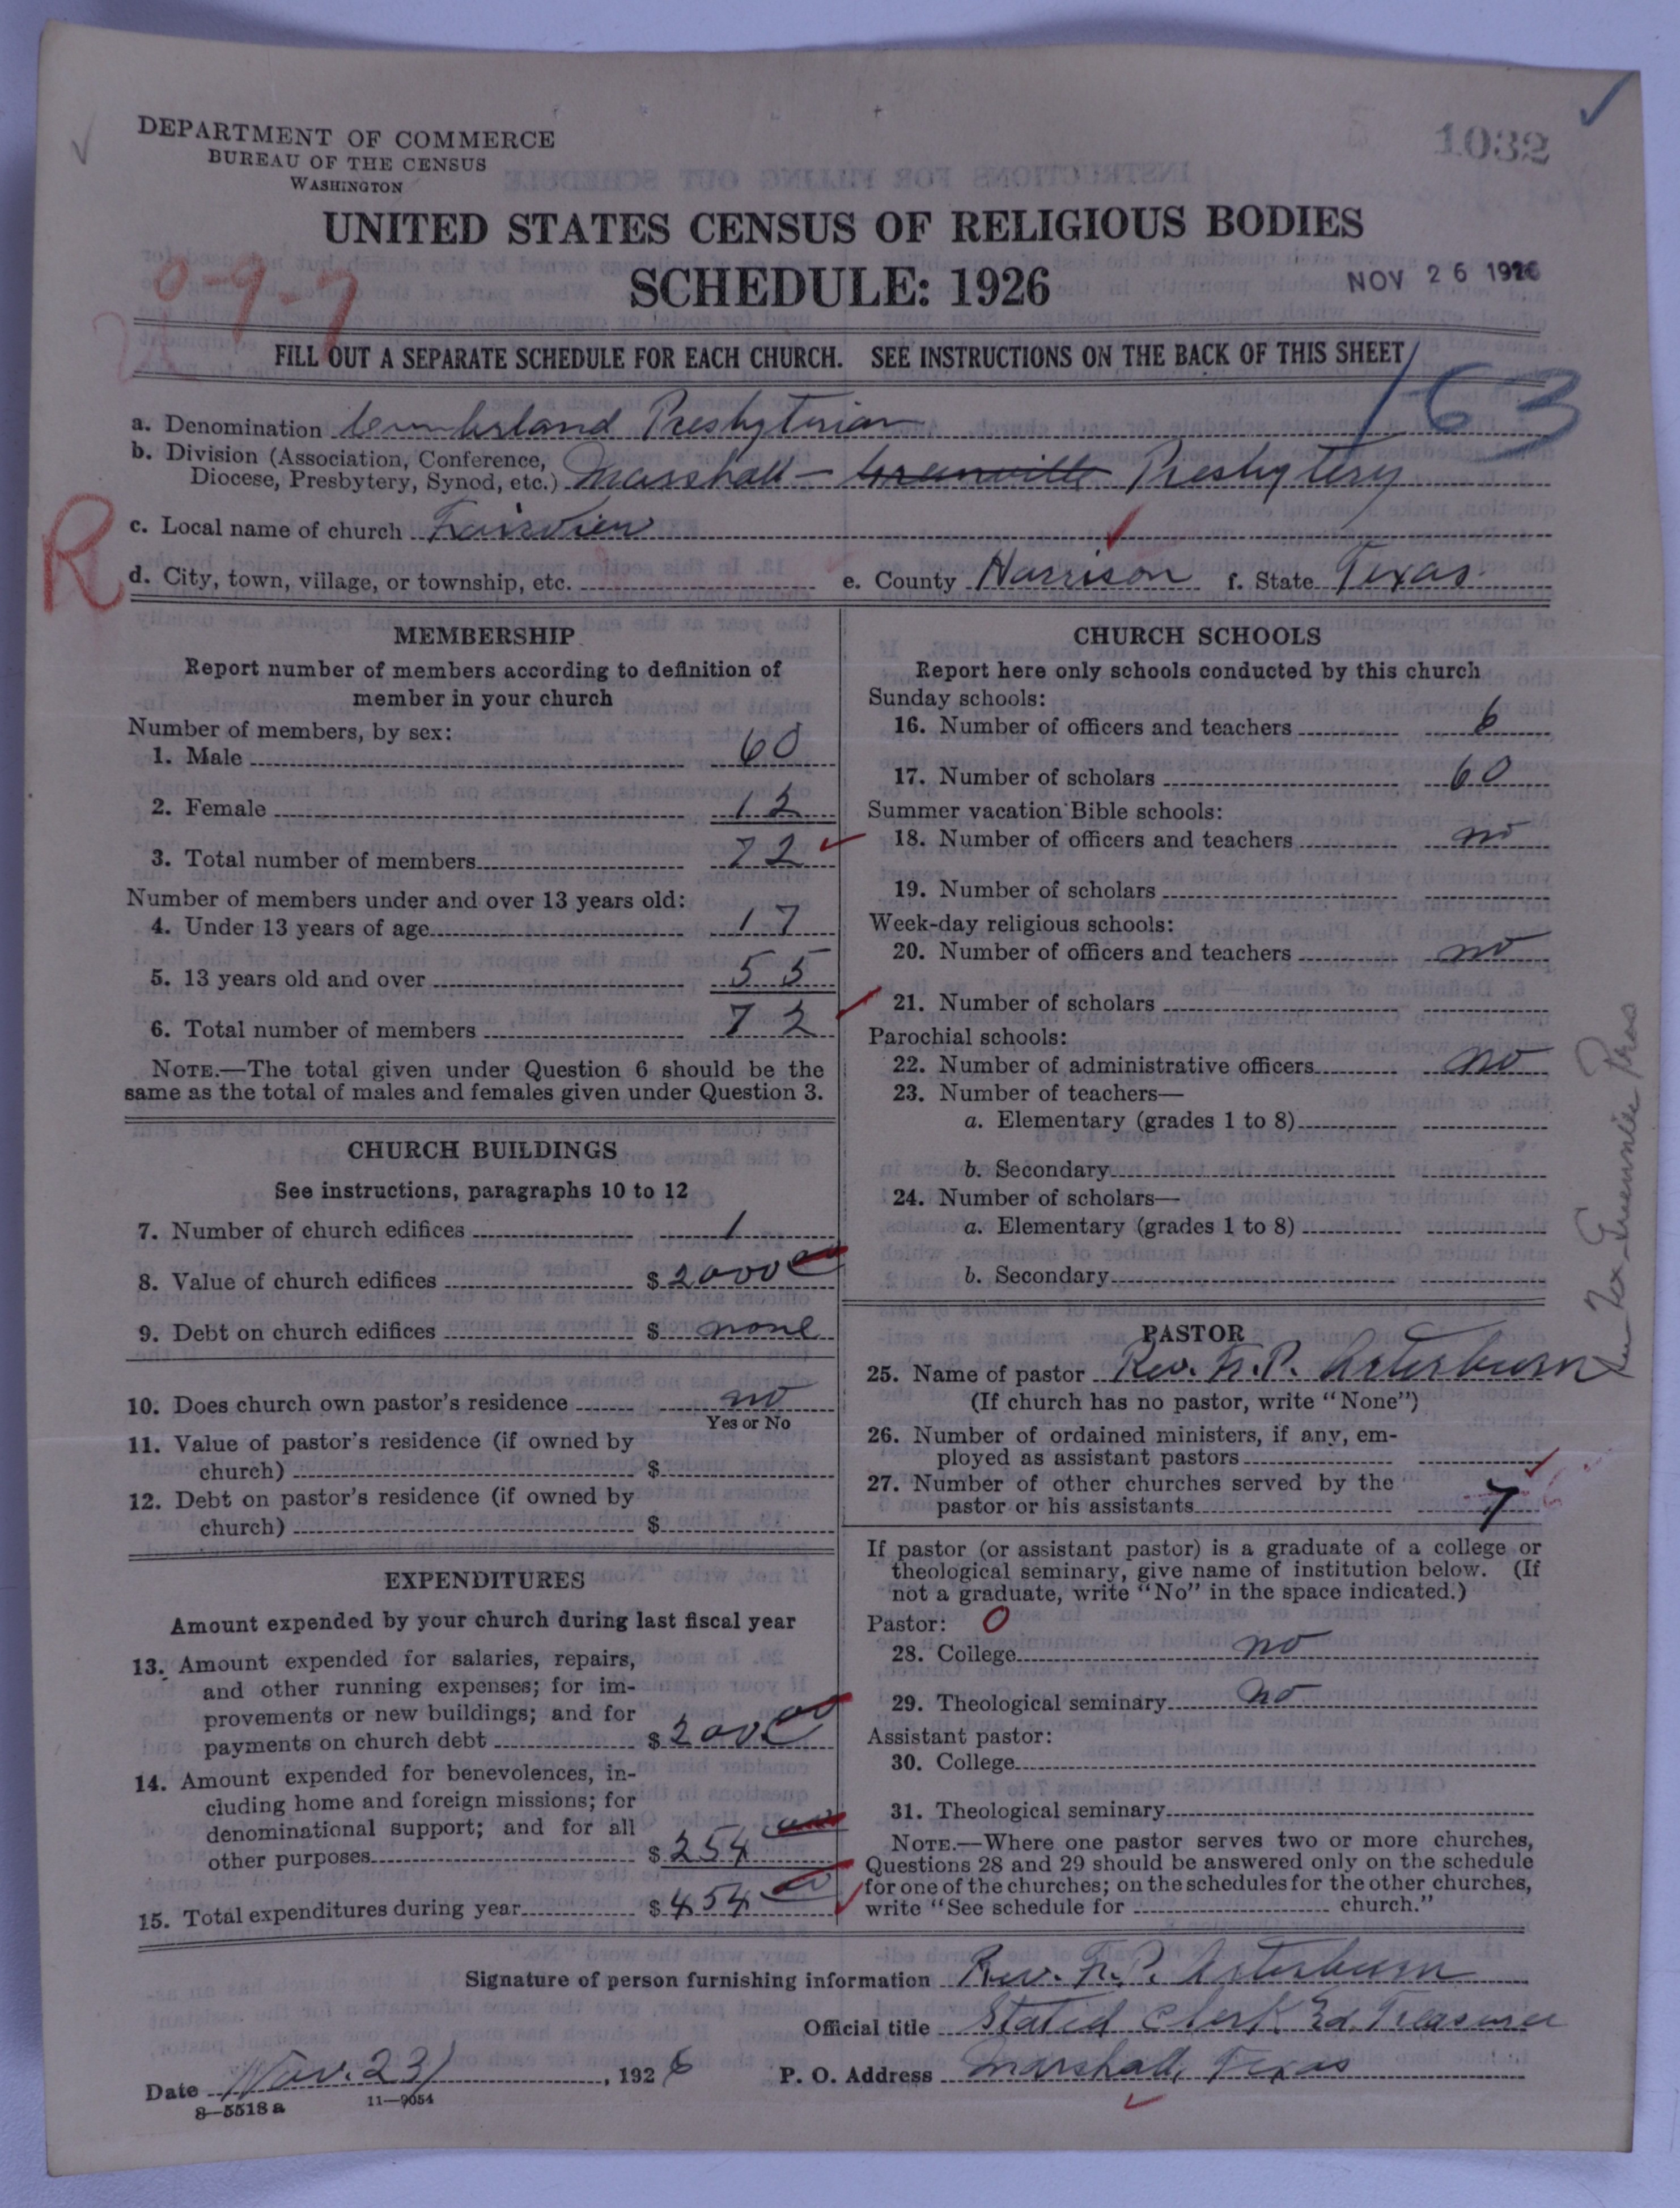 DEPARTMENT OF COMMERCE
BUREAU OF THE CENSUS
WASHINGTON
1032
UNITED STATES CENSUS OF RELIGIOUS BODIES
SCHEDULE: 1926
NOV 26 1926
0-9-7
FILL OUT A SEPARATE SCHEDULE FOR EACH CHURCH. SEE INSTRUCTIONS ON THE BACK OF THIS SHEET
163
a. Denomination Cumberland Presbyterian
b. Division (Association, Conference, Diocese, Presbytery, Synod, etc.) Marshall - Greenville Presbytery
R
c. Local name of church Fairview
d. City, town, village, or township, etc. e. County Harrison f. State Texas.
MEMBERSHIP
Report number of members according to definition of
member in your church
Number of members, by sex:
1. Male 60
2. Female 12
3. Total number of members 72
Number of members under and over 13 years old:
4. Under 13 years of age 17
5. 13 years old and over 55
6. Total number of members 72
NOTE.—The total given under Question 6 should be the
same as the total of males and females given under Question 3.
CHURCH BUILDINGS
See instructions, paragraphs 10 to 12
7. Number of church edifices 1
8. Value of church edifices $ 2000 00
9. Debt on church edifices $ none
10. Does church own pastor's residence no
Yes or No
11. Value of pastor's residence (if owned by
church) $
12. Debt on pastor's residence (if owned by
church) $
EXPENDITURES
Amount expended by your church during last fiscal year
13. Amount expended for salaries, repairs,
and other running expenses; for im-
provements or new buildings; and for
payments on church debt $ 200 00
14. Amount expended for benevolences, in-
cluding home and foreign missions; for
denominational support; and for all
other purposes $ 254 00
15. Total expenditures during year $ 454 00
CHURCH SCHOOLS
Report here only schools conducted by this church
Sunday schools:
16. Number of officers and teachers 6
17. Number of scholars 60
Summer vacation Bible schools:
18. Number of officers and teachers no
19. Number of scholars
Week-day religious schools:
20. Number of officers and teachers no
21. Number of scholars
Parochial schools:
22. Number of administrative officers no
23. Number of teachers—
a. Elementary (grades 1 to 8)
b. Secondary
24. Number of scholars—
a. Elementary (grades 1 to 8)
b. Secondary
PASTOR
25. Name of pastor Rev. F. P. Arterburn
(If church has no pastor, write "None")
26. Number of ordained ministers, if any, em-
ployed as assistant pastors
27. Number of other churches served by the
pastor or his assistants 7
If pastor (or assistant pastor) is a graduate of a college or
theological seminary, give name of institution below. (If
not a graduate, write "No" in the space indicated.)
Pastor: O
28. College no
29. Theological seminary no
Assistant pastor:
30. College
31. Theological seminary
NOTE.—Where one pastor serves two or more churches,
Questions 28 and 29 should be answered only on the schedule
for one of the churches; on the schedules for the other churches,
write "See schedule for church."
Tex-Greenville Pres
Signature of person furnishing information Rev. F. P. Arterburn
Official title Stated Clerk Treasurer
Date Nov. 23, 1926 P. O. Address Marshall, Texas
8—5518 a 11—9054